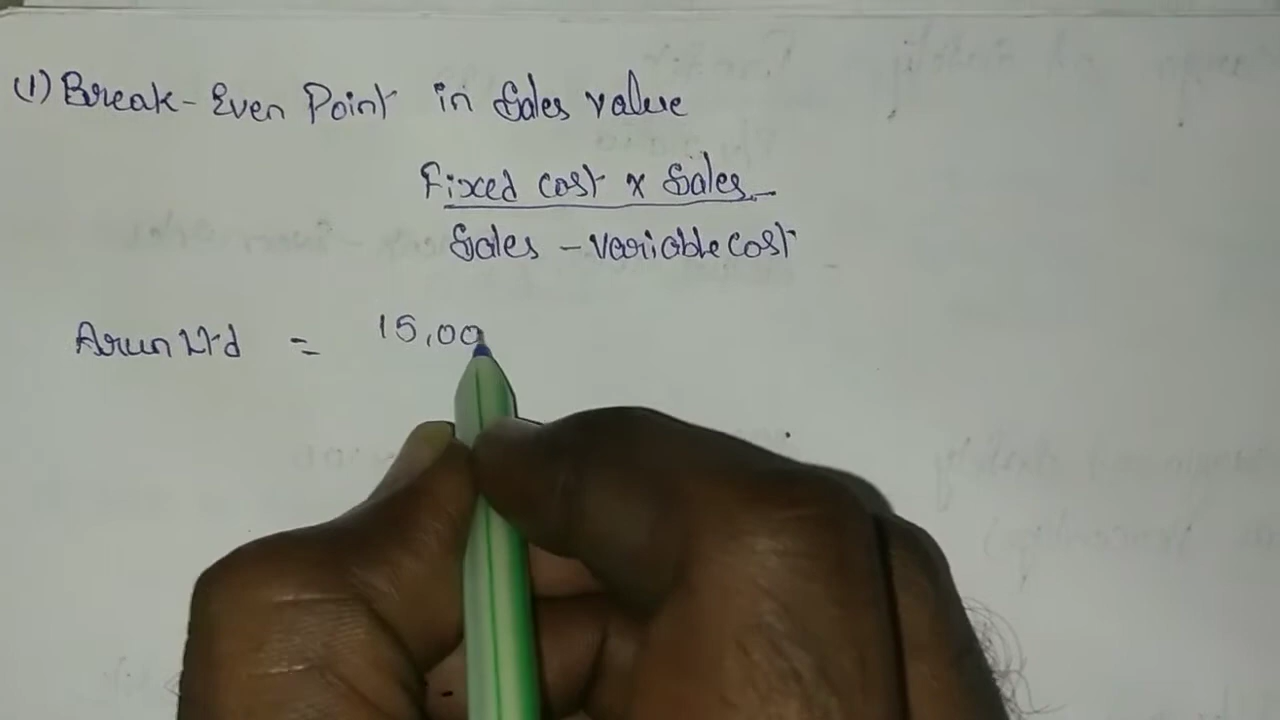 (1) Break-Even Point in Sales value
Fixed cost x Sales
Sales - Variable cost
Arun Ltd = 15,00